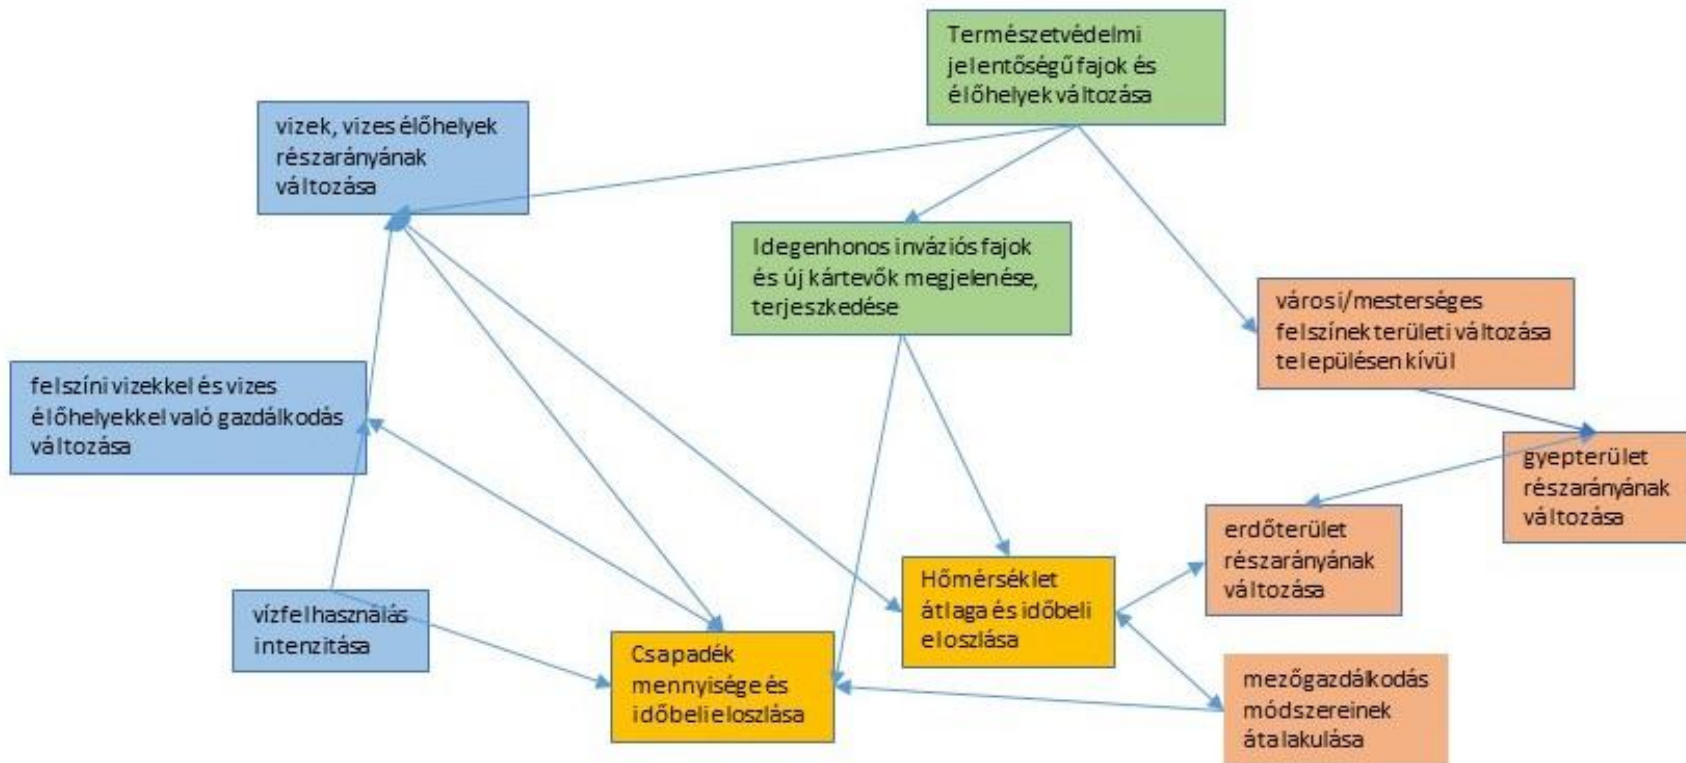 Természetvédelmi
jelentőségű fajok és
élőhelyek változása
vizek, vizes élőhelyek
részarányának
változása
Idegenhonos inváziós fajok
és új kártevők megjelenése,
terjeszkedése
városi/mesterséges
felszínek területi változása
településen kívül
felszíni vizekkel és vizes
élőhelyekkel való gazdálkodás
változása
gyepterület
részarányának
változása
erdőterület
részarányának
változása
Hőmérséklet
átlaga és időbeli
eloszlása
vízfelhasználás
intenzitása
Csapadék
mennyisége és
időbeli eloszlása
mezőgazdálkodás
módszereinek
átalakulása